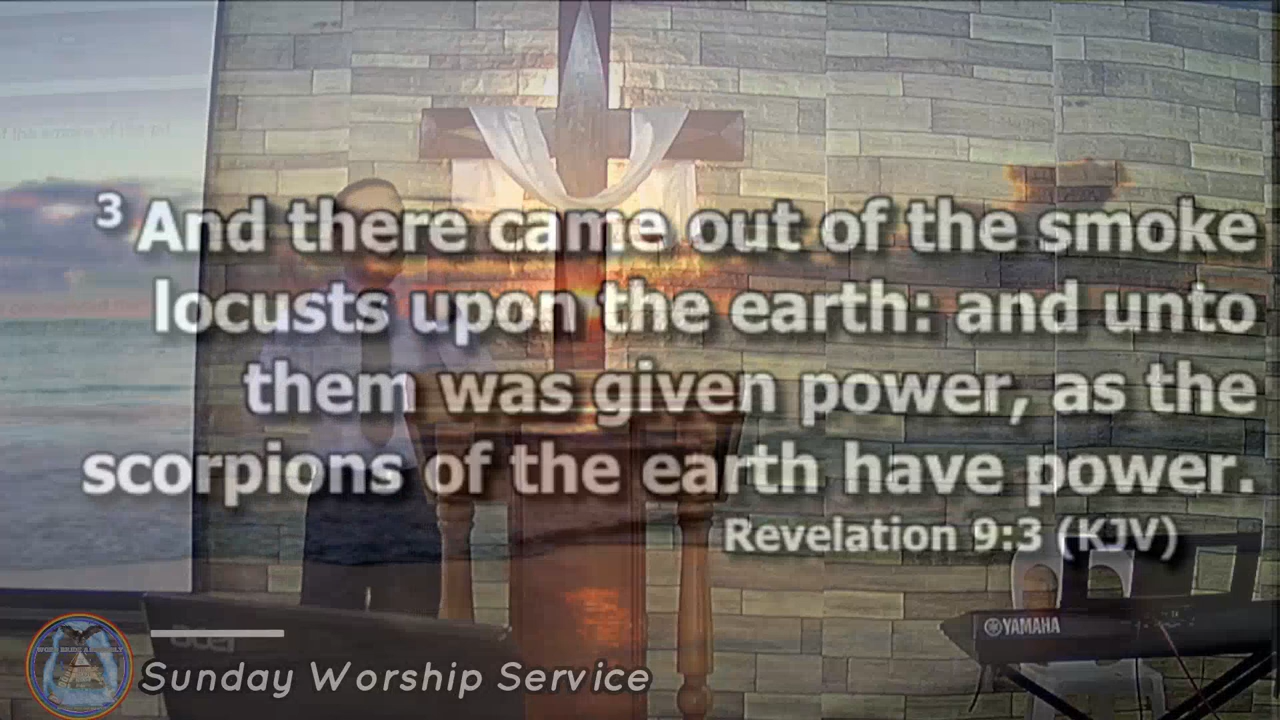 3 And there came out of the smoke
locusts upon the earth: and unto
them was given power, as the
scorpions of the earth have power.
Revelation 9:3 (KJV)
YAMAHA
acer
Sunday Worship Service